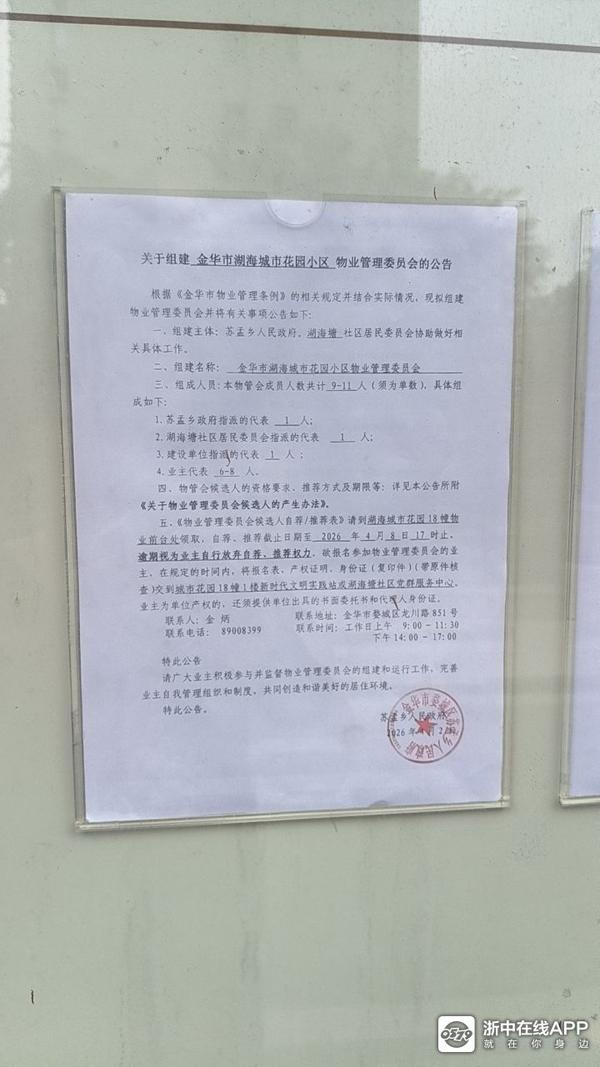 关于组建 金华市湖海城市花园小区 物业管理委员会的公告
根据《金华市物业管理条例》的相关规定并结合实际情况，现拟组建
物业管理委员会并将有关事项公告如下：
一、组建主体：苏孟乡人民政府。湖海塘 社区居民委员会协助做好相
关具体工作。
二、组建名称： 金华市湖海城市花园小区物业管理委员会
三、组成人员：本物管会成员人数共计 9-11 人（须为单数），具体组
成如下：
1.苏孟乡政府指派的代表 1 人；
2.湖海塘社区居民委员会指派的代表 1 人；
3.建设单位指派的代表 1 人；
4.业主代表 6-8 人。
四、物管会候选人的资格要求、推荐方式及期限等：详见本公告所附
《关于物业管理委员会候选人的产生办法》。
五、《物业管理委员会候选人自荐/推荐表》请到湖海城市花园18幢物
业前台处领取，自荐、推荐截止日期至 2026 年 4 月 8 日 17 时止，
逾期视为业主自行放弃自荐、推荐权力。欲报名参加物业管理委员会的业
主，在规定的时间内，将报名表、产权证明、身份证（复印件）（带原件核
查）交到城市花园18幢1楼新时代文明实践站或湖海塘社区党群服务中心。
业主为单位产权的，还须提供单位出具的书面委托书和代理人身份证。
联系人：金 炳 联系地址：金华市婺城区龙川路851号
联系电话： 89008399 联系时间：工作日上午 9:00-11:30
下午14:00-17:00
特此公告
请广大业主积极参与并监督物业管理委员会的组建和运行工作，完善
业主自我管理组织和制度，共同创造和谐美好的居住环境。
特此公告。
苏孟乡人民政府
2026 年 月 2 日
浙中在线APP
就在你身边